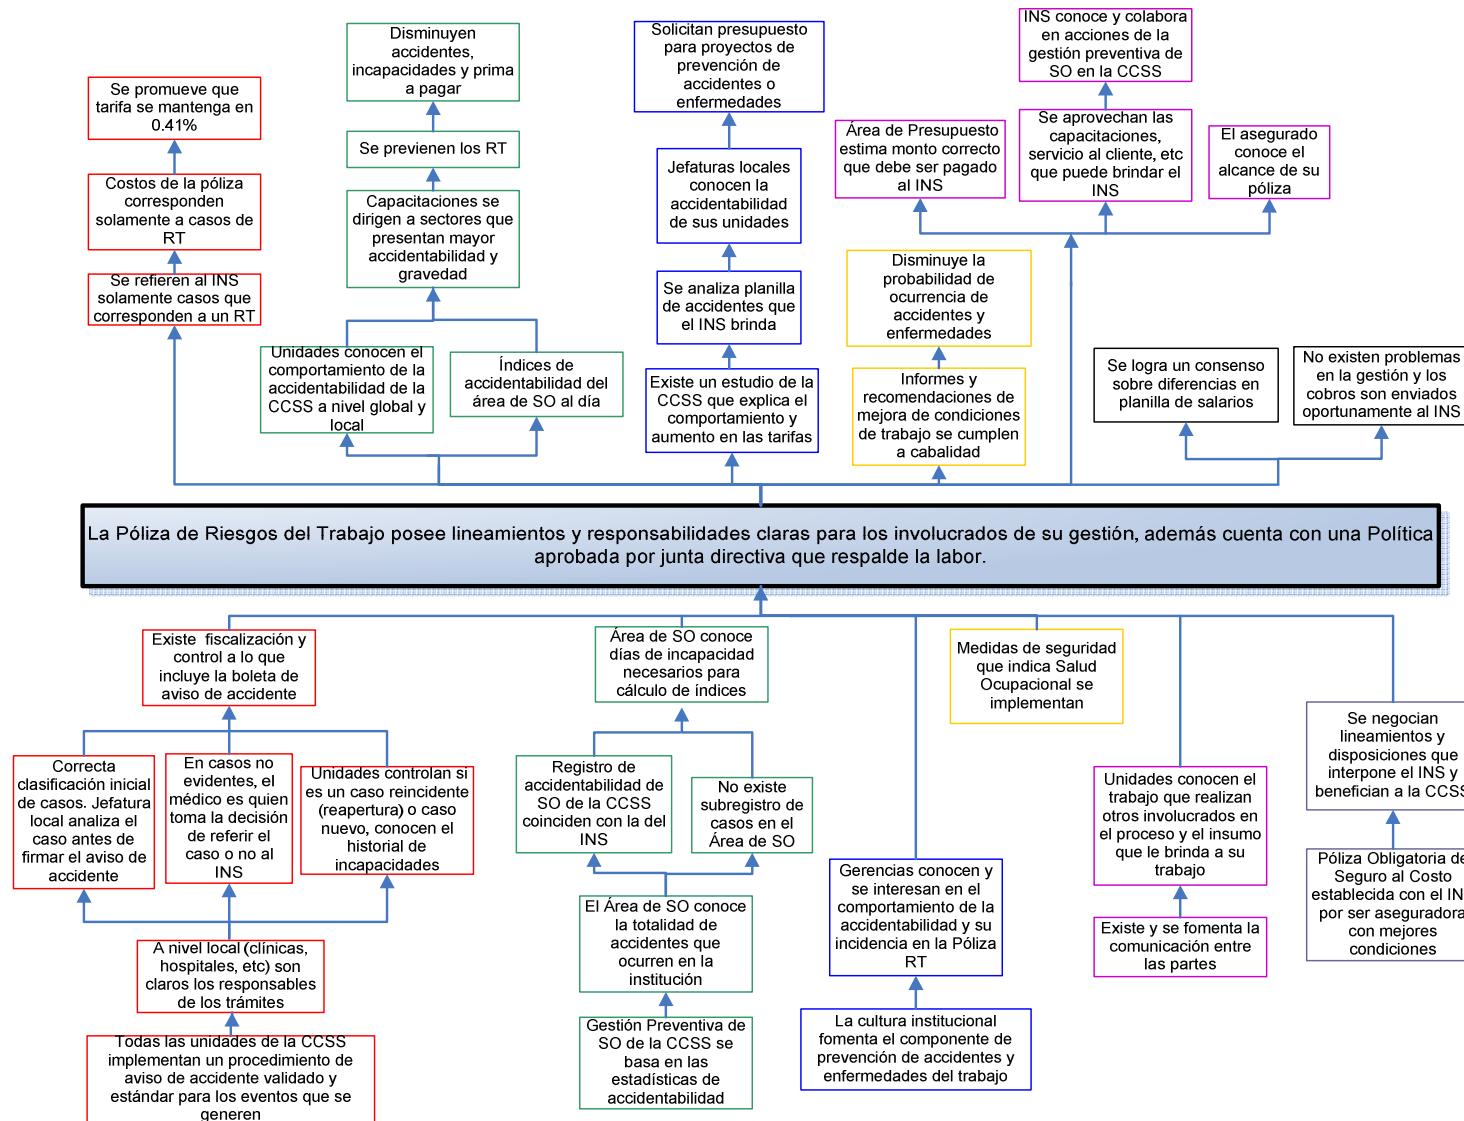 Se promueve que
tarifa se mantenga en
0.41%
Costos de la póliza
corresponden
solamente a casos de
RT
Se refieren al INS
solamente casos que
corresponden a un RT
Disminuyen
accidentes,
incapacidades y prima
a pagar
Se previenen los RT
Capacitaciones se
dirigen a sectores que
presentan mayor
accidentabilidad y
gravedad
Unidades conocen el
comportamiento de la
accidentabilidad de la
CCSS a nivel global y
local
Índices de
accidentabilidad del
área de SO al día
Solicitan presupuesto
para proyectos de
prevención de
accidentes o
enfermedades
Jefaturas locales
conocen la
accidentabilidad
de sus unidades
Se analiza planilla
de accidentes que
el INS brinda
Existe un estudio de la
CCSS que explica el
comportamiento y
aumento en las tarifas
Área de Presupuesto
estima monto correcto
que debe ser pagado
al INS
INS conoce y colabora
en acciones de la
gestión preventiva de
SO en la CCSS
Se aprovechan las
capacitaciones,
servicio al cliente, etc
que puede brindar el
INS
El asegurado
conoce el
alcance de su
póliza
Disminuye la
probabilidad de
ocurrencia de
accidentes y
enfermedades
Informes y
recomendaciones de
mejora de condiciones
de trabajo se cumplen
a cabalidad
Se logra un consenso
sobre diferencias en
planilla de salarios
No existen problemas
en la gestión y los
cobros son enviados
oportunamente al INS
La Póliza de Riesgos del Trabajo posee lineamientos y responsabilidades claras para los involucrados de su gestión, además cuenta con una Política
aprobada por junta directiva que respalde la labor.
Existe fiscalización y
control a lo que
incluye la boleta de
aviso de accidente
Correcta
clasificación inicial
de casos. Jefatura
local analiza el
caso antes de
firmar el aviso de
accidente
En casos no
evidentes, el
médico es quien
toma la decisión
de referir el
caso o no al
INS
Unidades controlan si
es un caso reincidente
(reapertura) o caso
nuevo, conocen el
historial de
incapacidades
A nivel local (clínicas,
hospitales, etc) son
claros los responsables
de los trámites
Todas las unidades de la CCSS
implementan un procedimiento de
aviso de accidente validado y
estándar para los eventos que se
generen
Área de SO conoce
días de incapacidad
necesarios para
cálculo de índices
Registro de
accidentabilidad de
SO de la CCSS
coinciden con la del
INS
No existe
subregistro de
casos en el
Área de SO
El Área de SO conoce
la totalidad de
accidentes que
ocurren en la
institución
Gestión Preventiva de
SO de la CCSS se
basa en las
estadísticas de
accidentabilidad
Gerencias conocen y
se interesan en el
comportamiento de la
accidentabilidad y su
incidencia en la Póliza
RT
La cultura institucional
fomenta el componente de
prevención de accidentes y
enfermedades del trabajo
Medidas de seguridad
que indica Salud
Ocupacional se
implementan
Unidades conocen el
trabajo que realizan
otros involucrados en
el proceso y el insumo
que le brinda a su
trabajo
Existe y se fomenta la
comunicación entre
las partes
Se negocian
lineamientos y
disposiciones que
interpone el INS y
benefician a la CCSS
Póliza Obligatoria de
Seguro al Costo
establecida con el IN
por ser aseguradora
con mejores
condiciones